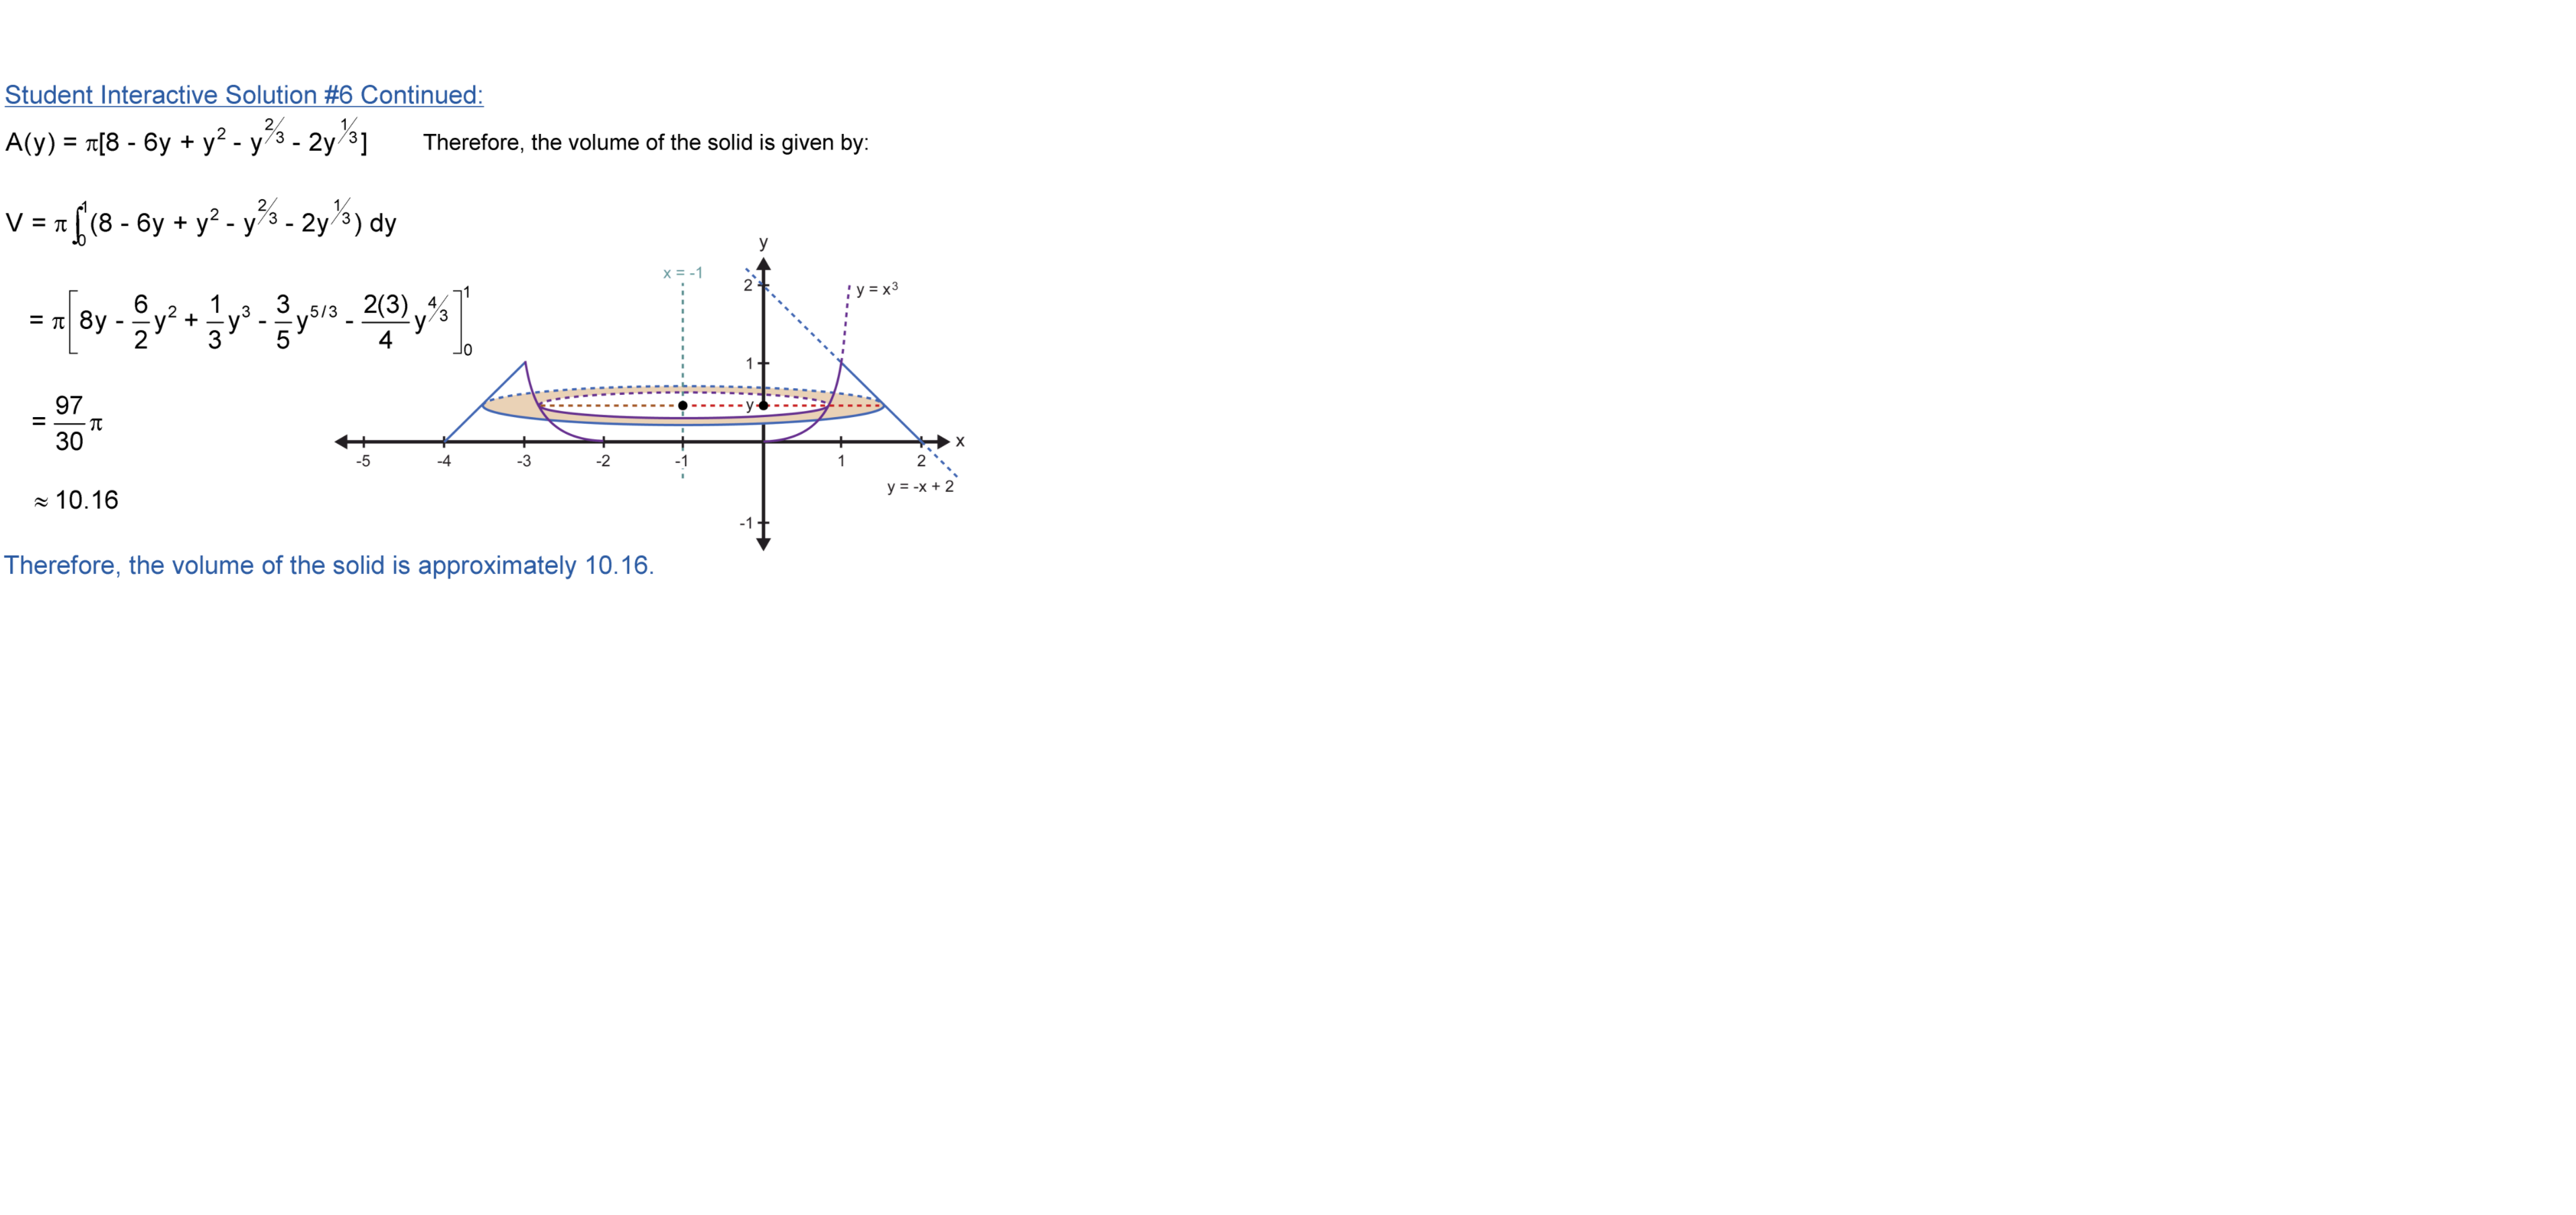 Student Interactive Solution #6 Continued:
A(y) = π[8 - 6y + y² - y^(2/3) - 2y^(1/3)] Therefore, the volume of the solid is given by:
V = π∫₀¹(8 - 6y + y² - y^(2/3) - 2y^(1/3)) dy
= π[8y - 6/2 y² + 1/3 y³ - 3/5 y^(5/3) - 2(3)/4 y^(4/3)]₀¹
= 97/30 π
≈ 10.16
Therefore, the volume of the solid is approximately 10.16.
y
x = -1
2
y = x³
1
y
x
-5 -4 -3 -2 -1 1 2
y = -x + 2
-1